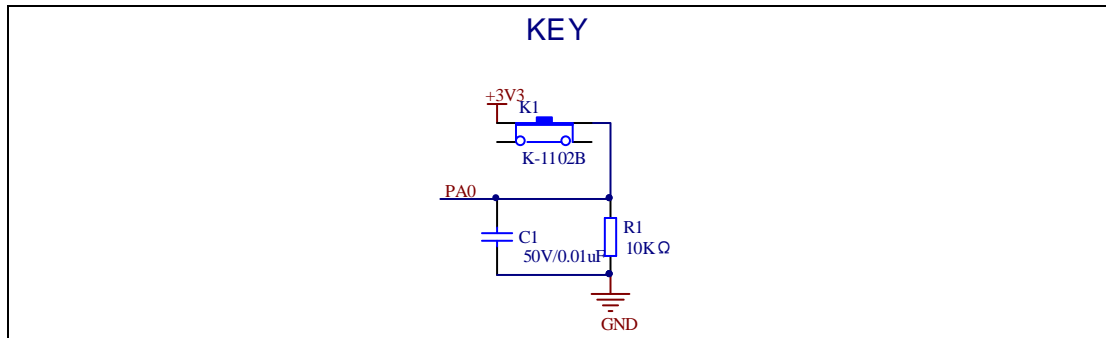 KEY
+3V3
K1
K-1102B
PA0
C1
50V/0.01uF
R1
10KΩ
GND